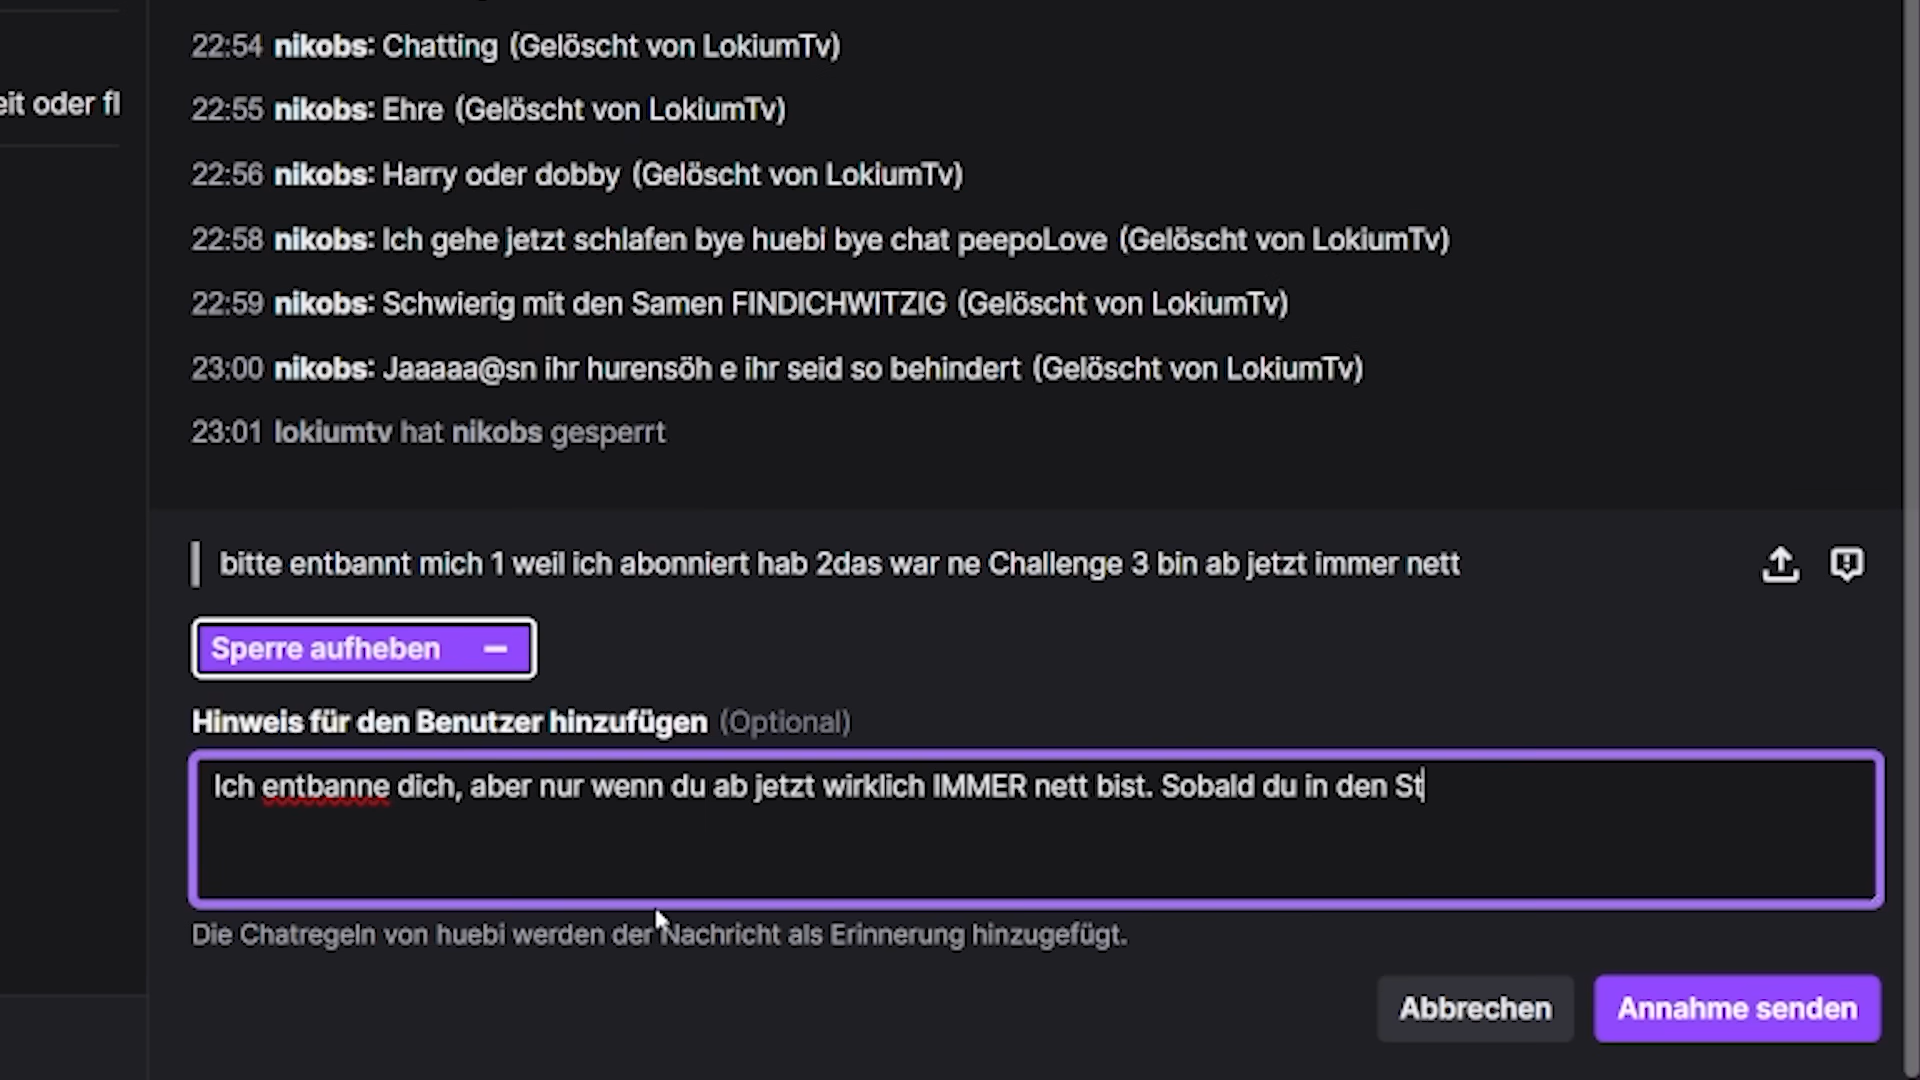 22:54 nikobs: Chatting (Gelöscht von LokiumTv)
eit oder fl
22:55 nikobs: Ehre (Gelöscht von LokiumTv)
22:56 nikobs: Harry oder dobby (Gelöscht von LokiumTv)
22:58 nikobs: Ich gehe jetzt schlafen bye huebi bye chat peepoLove (Gelöscht von LokiumTv)
22:59 nikobs: Schwierig mit den Samen FINDICHWITZIG (Gelöscht von LokiumTv)
23:00 nikobs: Jaaaaa@sn ihr hurensöh e ihr seid so behindert (Gelöscht von LokiumTv)
23:01 lokiumtv hat nikobs gesperrt
bitte entbannt mich 1 weil ich abonniert hab 2das war ne Challenge 3 bin ab jetzt immer nett
Sperre aufheben
Hinweis für den Benutzer hinzufügen (Optional)
Ich entbanne dich, aber nur wenn du ab jetzt wirklich IMMER nett bist. Sobald du in den St
Die Chatregeln von huebi werden der Nachricht als Erinnerung hinzugefügt.
Abbrechen
Annahme senden